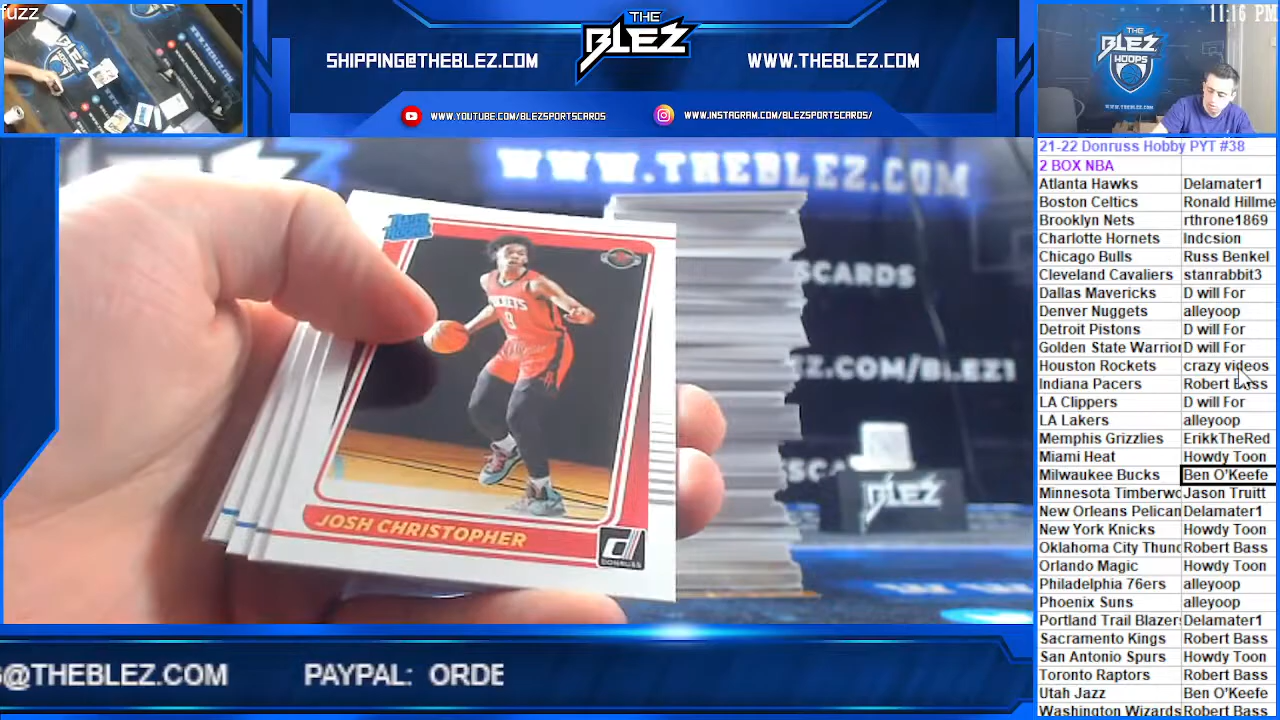 fuzz
SHIPPING@THEBLEZ.COM
THE
BLEZ
WWW.THEBLEZ.COM
WWW.YOUTUBE.COM/BLEZSPORTSCARDS
WWW.INSTAGRAM.COM/BLEZSPORTSCARDS/
11:16 PM
THE
BLEZ
HOOPS
WWW.THEBLEZ.COM
SCARDS
EZ.COM/BLEZ1
BLEZ
RATED
ROOKIE
ROCKETS
JOSH CHRISTOPHER
d
DONRUSS
21-22 Donruss Hobby PYT #38
2 BOX NBA
Atlanta Hawks Delamater1
Boston Celtics Ronald Hillme
Brooklyn Nets rthrone1869
Charlotte Hornets Indcsion
Chicago Bulls Russ Benkel
Cleveland Cavaliers stanrabbit3
Dallas Mavericks D will For
Denver Nuggets alleyoop
Detroit Pistons D will For
Golden State Warrior D will For
Houston Rockets crazy videos
Indiana Pacers Robert Bass
LA Clippers D will For
LA Lakers alleyoop
Memphis Grizzlies ErikkTheRed
Miami Heat Howdy Toon
Milwaukee Bucks Ben O'Keefe
Minnesota Timberwo Jason Truitt
New Orleans Pelican Delamater1
New York Knicks Howdy Toon
Oklahoma City Thund Robert Bass
Orlando Magic Howdy Toon
Philadelphia 76ers alleyoop
Phoenix Suns alleyoop
Portland Trail Blazers Delamater1
Sacramento Kings Robert Bass
San Antonio Spurs Howdy Toon
Toronto Raptors Robert Bass
Utah Jazz Ben O'Keefe
Washington Wizards Robert Bass
@THEBLEZ.COM PAYPAL: ORDE